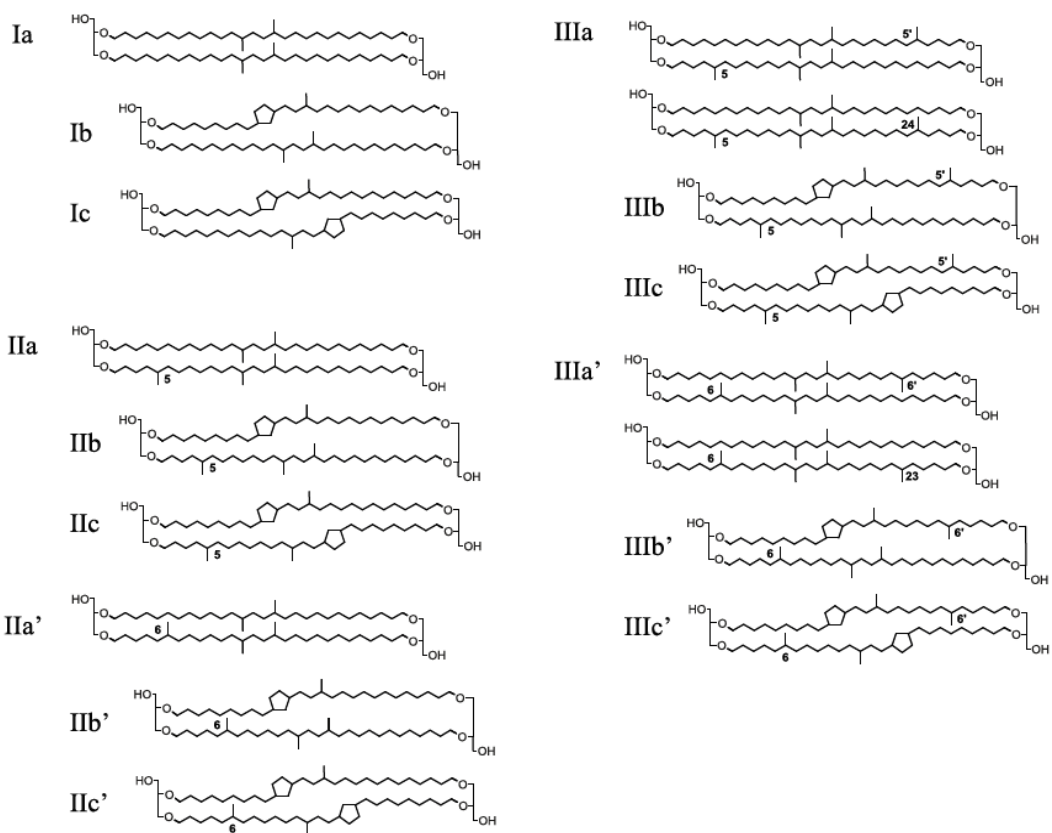 HO
Ia O O
O O
OH
HO O
Ib O
O O
OH
HO
O O
Ic O O
O OH
HO
IIa O O
O 5 O
OH
HO O
IIb O
O 5 O
OH
HO
O O
IIc O O
5 OH
HO
IIa' O O
O 6 O
OH
HO O
IIb' O
O 6 O
OH
HO
O O
IIc' O O
6 OH
HO
IIIa O 5' O
O 5 O
OH
HO
O O
O 5 24 O
OH
HO 5' O
IIIb O
O 5 O
OH
HO 5' O
IIIc O O
O 5 OH
HO
IIIa' O 6' O
O 6 O
OH
HO
O O
O 6 23 O
OH
HO O
IIIb' O 6'
O 6 O
OH
HO O
IIIc' O 6' O
O 6 OH